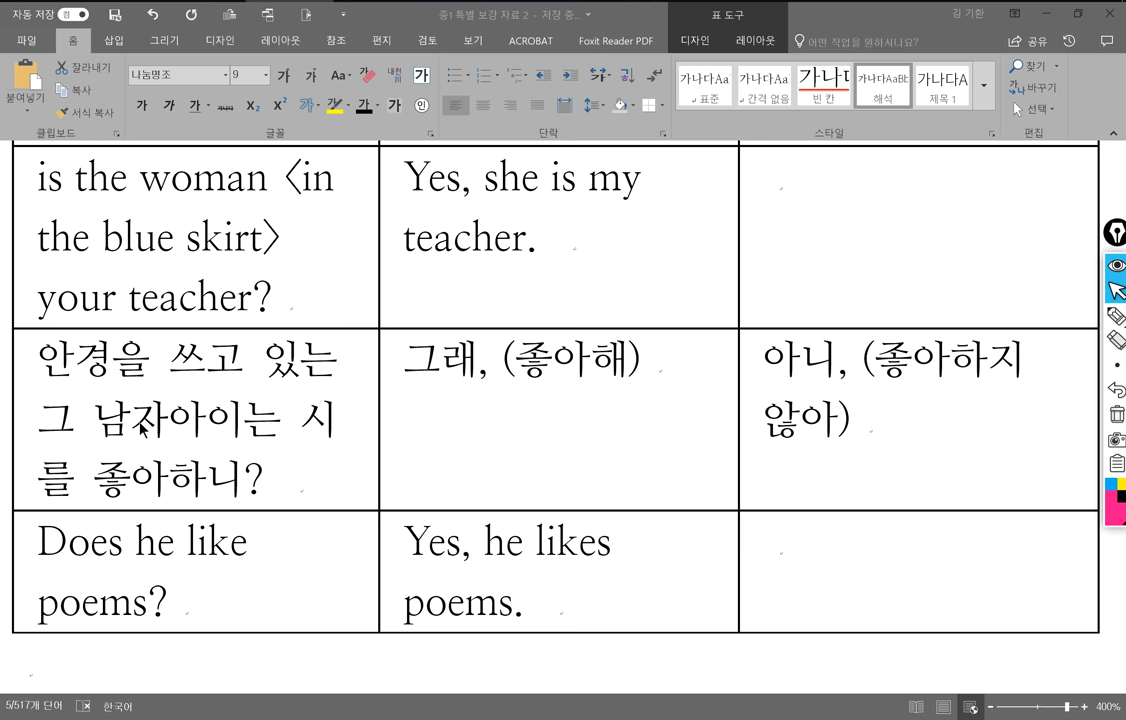 자동 저장 컴
중1 특별 보강 자료 2 - 저장 중...
표 도구
김 기환
파일
홈
삽입
그리기
디자인
레이아웃
참조
편지
검토
보기
ACROBAT
Foxit Reader PDF
디자인
레이아웃
어떤 작업을 원하시나요?
공유
붙여넣기
잘라내기
복사
서식 복사
나눔명조
9
가나다Aa
표준
가나다Aa
간격 없음
가나다
빈 칸
가나다AaBb
해석
가나다A
제목 1
찾기
바꾸기
선택
클립보드
글꼴
단락
스타일
편집
is the woman 〈in
the blue skirt〉
your teacher?
Yes, she is my
teacher.
안경을 쓰고 있는
그 남자아이는 시
를 좋아하니?
그래, (좋아해)
아니, (좋아하지
않아)
Does he like
poems?
Yes, he likes
poems.
5/517개 단어
한국어
400%